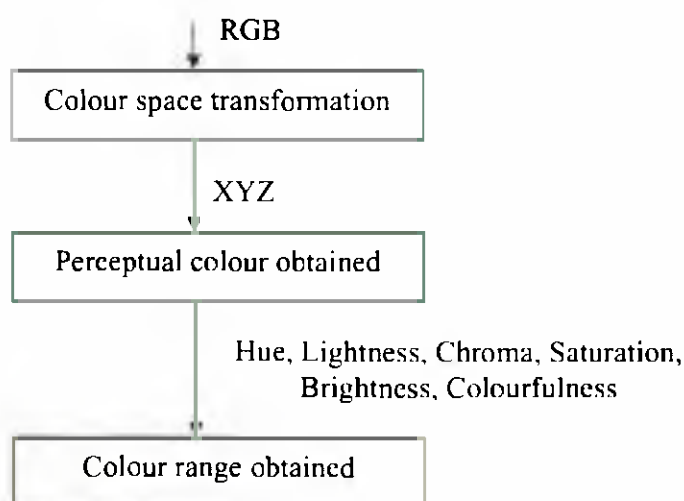 RGB
Colour space transformation
XYZ
Perceptual colour obtained
Hue, Lightness, Chroma, Saturation,
Brightness, Colourfulness
Colour range obtained